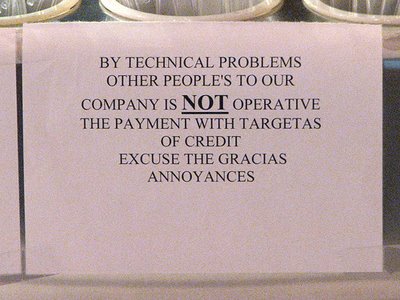 BY TECHNICAL PROBLEMS
OTHER PEOPLE'S TO OUR
COMPANY IS NOT OPERATIVE
THE PAYMENT WITH TARGETAS
OF CREDIT
EXCUSE THE GRACIAS
ANNOYANCES